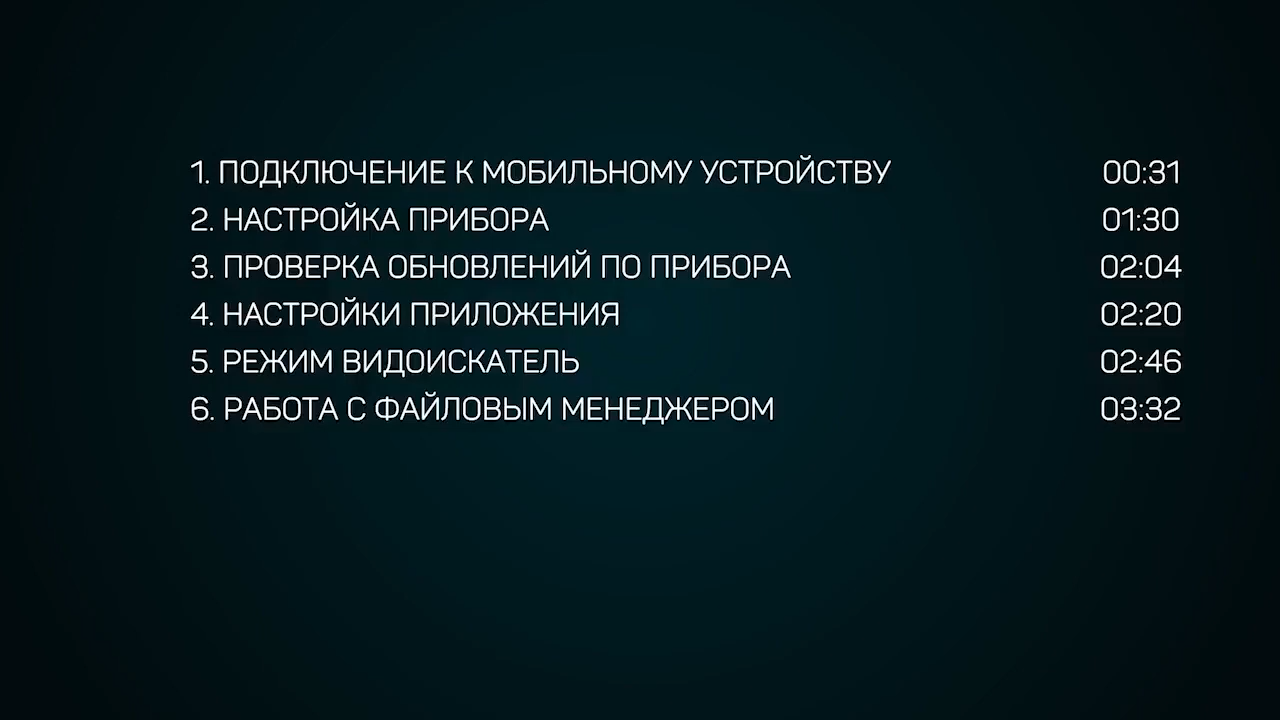 1. ПОДКЛЮЧЕНИЕ К МОБИЛЬНОМУ УСТРОЙСТВУ 00:31
2. НАСТРОЙКА ПРИБОРА 01:30
3. ПРОВЕРКА ОБНОВЛЕНИЙ ПО ПРИБОРА 02:04
4. НАСТРОЙКИ ПРИЛОЖЕНИЯ 02:20
5. РЕЖИМ ВИДОИСКАТЕЛЬ 02:46
6. РАБОТА С ФАЙЛОВЫМ МЕНЕДЖЕРОМ 03:32